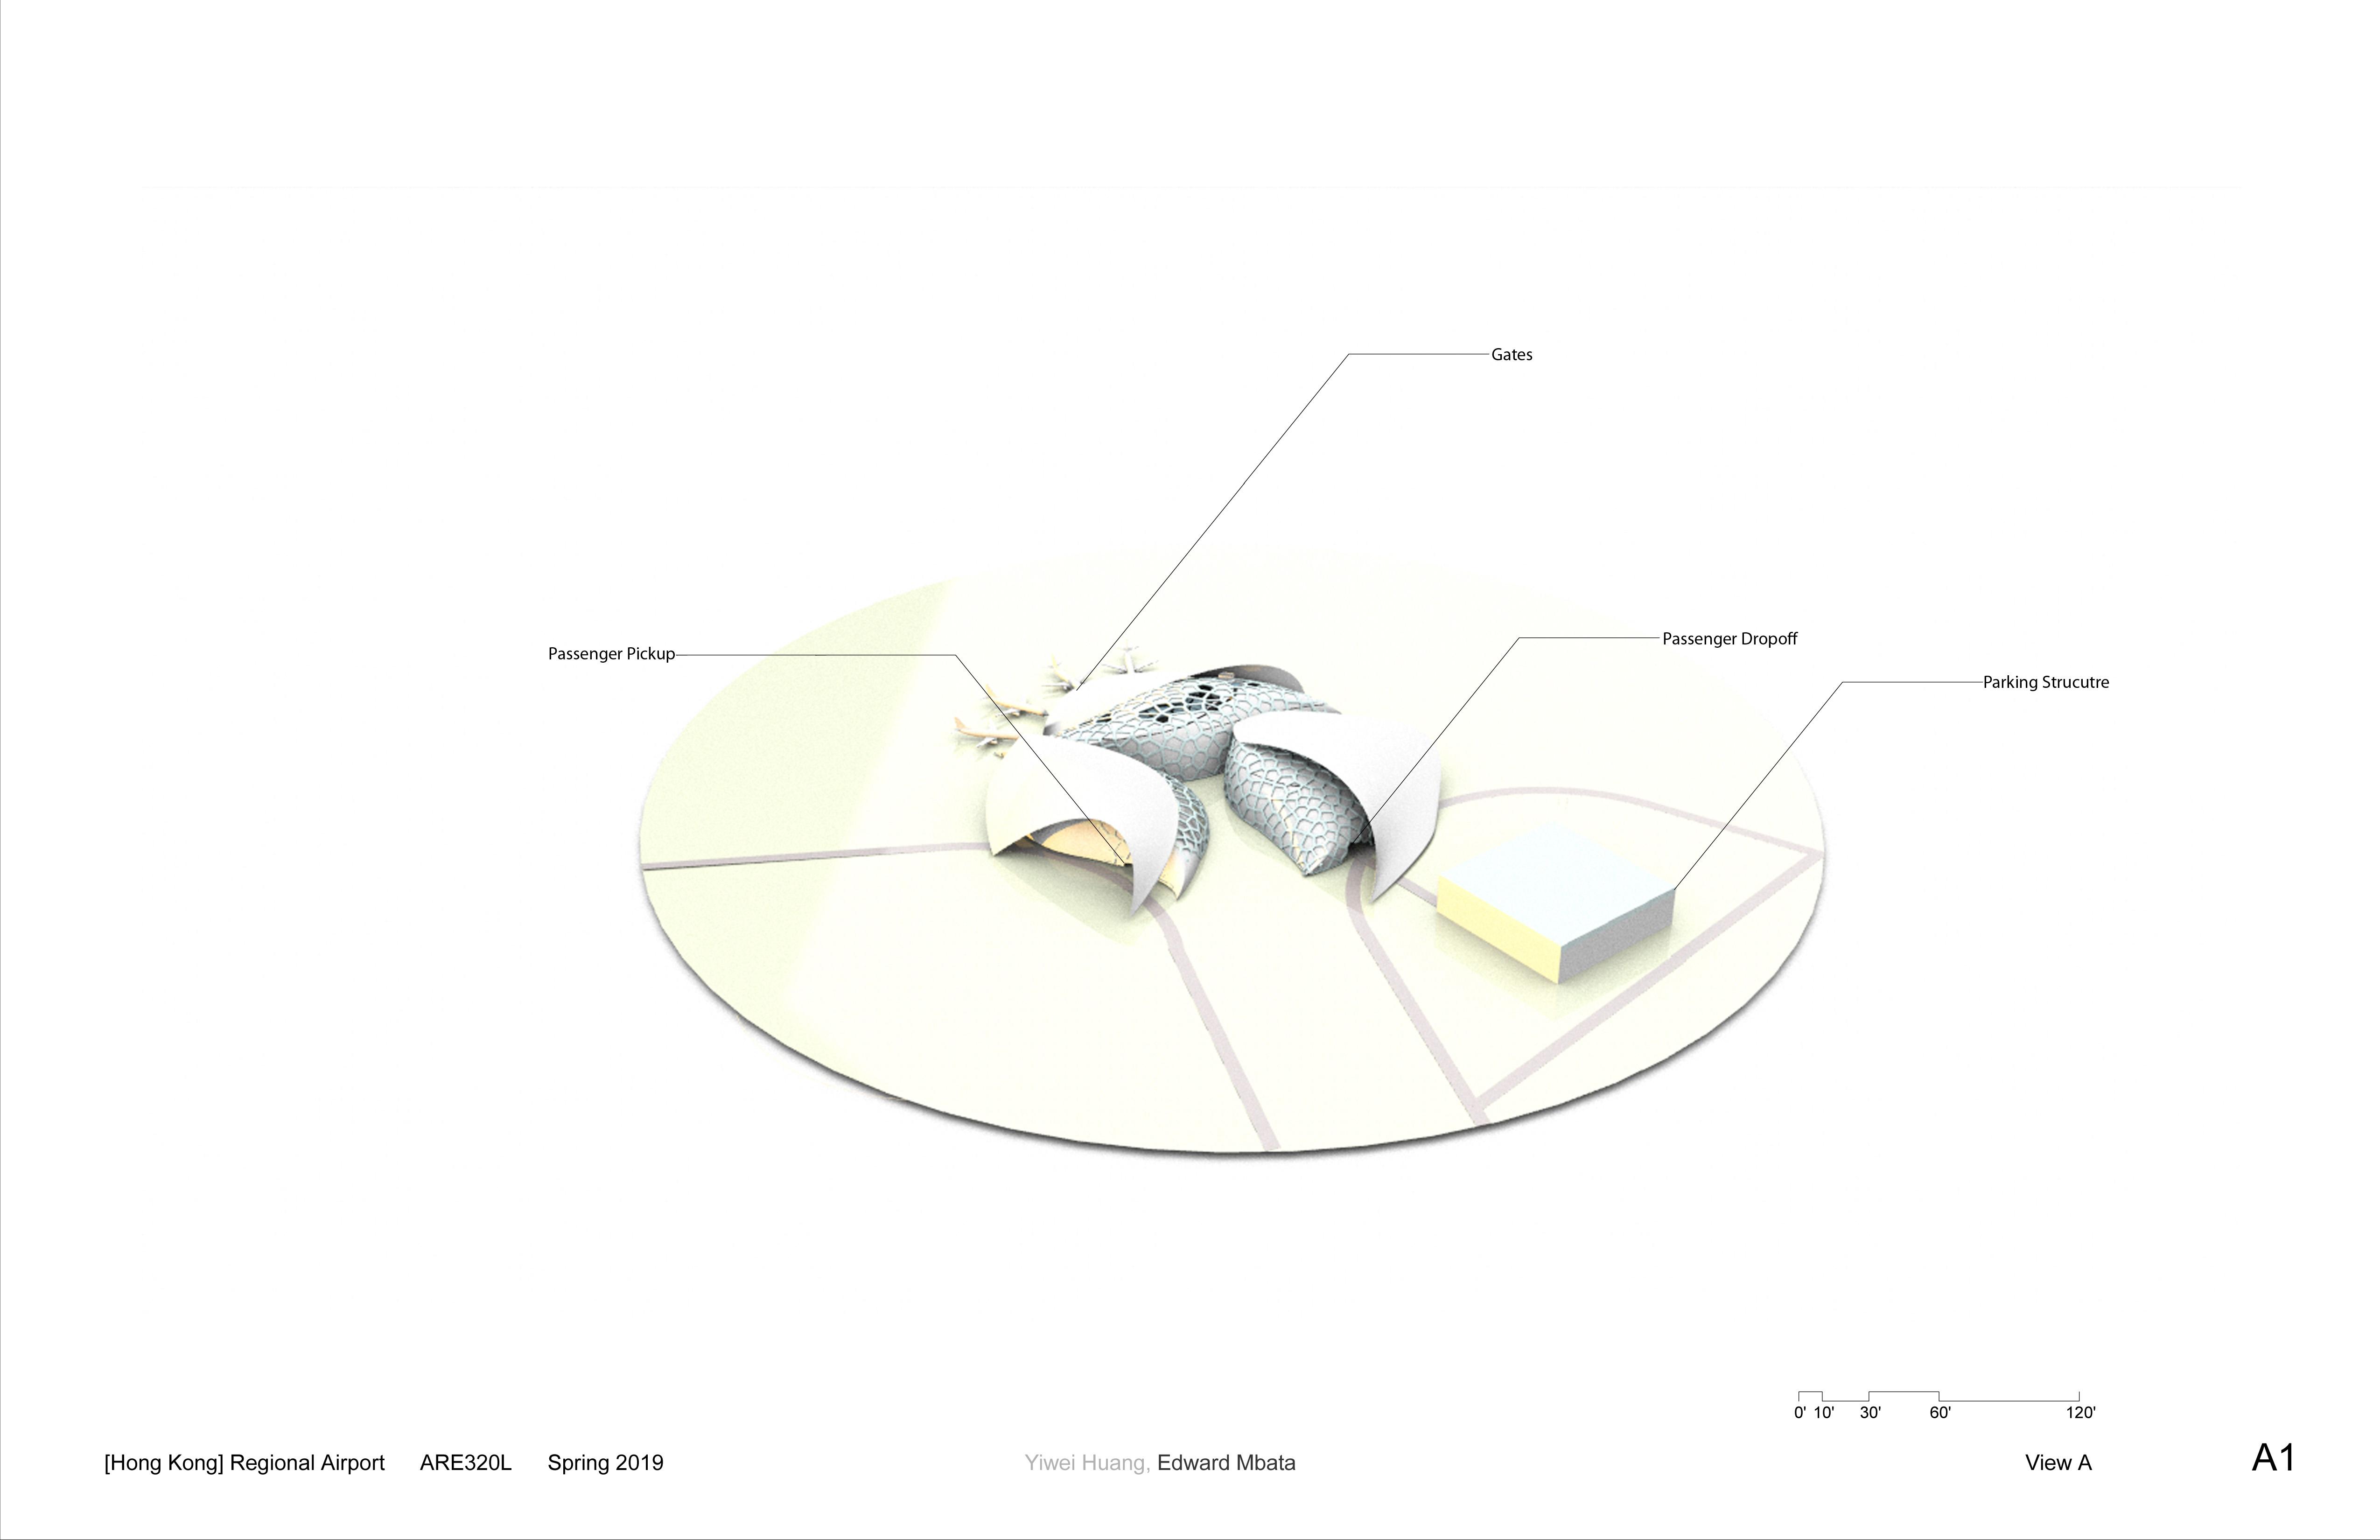 Gates
Passenger Dropoff
Passenger Pickup
Parking Strucutre
0' 10' 30' 60' 120'
[Hong Kong] Regional Airport ARE320L Spring 2019 Yiwei Huang, Edward Mbata View A A1